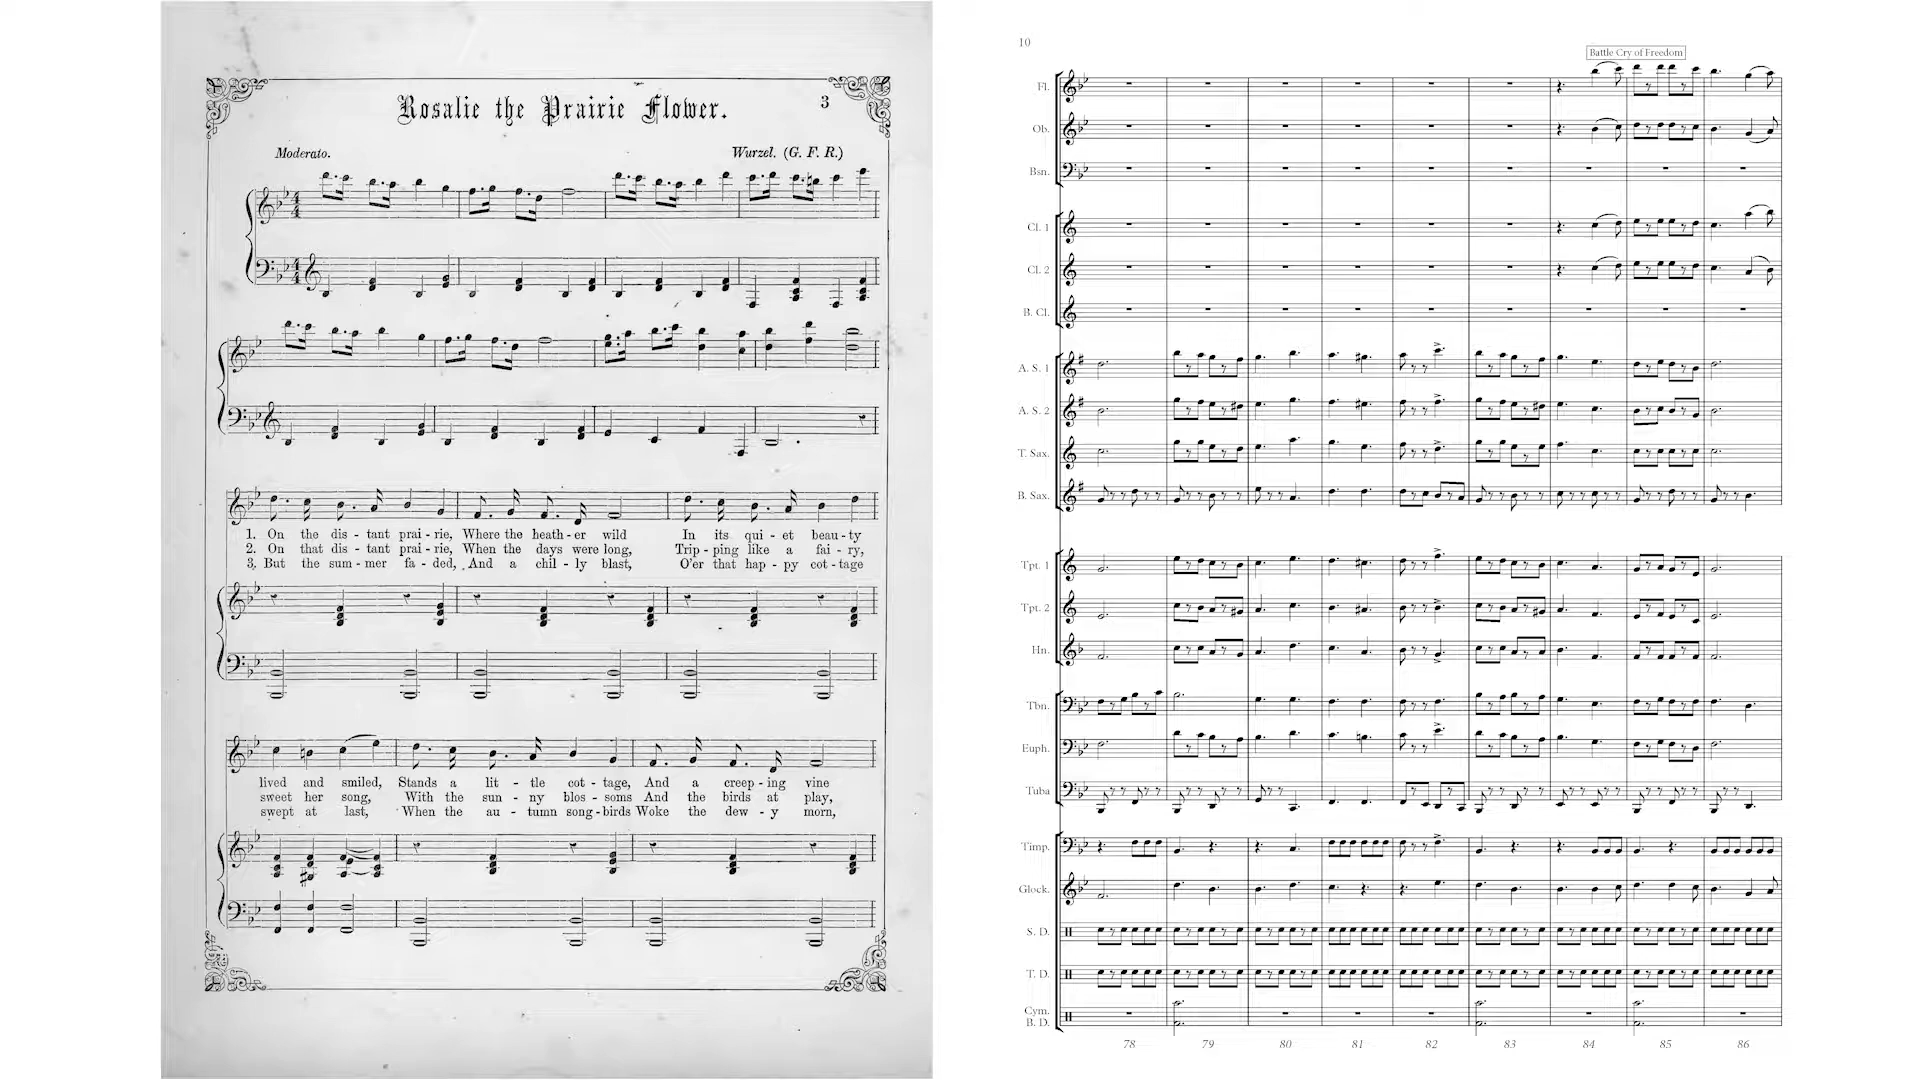 Rosalie the Prairie Flower.
3
Moderato.
Wurzel. (G. F. R.)
1. On the dis - tant prai - rie, Where the heath - er wild In its qui - et beau - ty
2. On that dis - tant prai - rie, When the days were long, Trip - ping like a fai - ry,
3. But the sum - mer fa - ded, And a chil - ly blast, O'er that hap - py cot - tage
lived and smiled, Stands a lit - tle cot - tage, And a creep - ing vine
sweet her song, With the sun - ny blos - soms And the birds at play,
swept at last, When the au - tumn song - birds Woke the dew - y morn,
10
Battle Cry of Freedom
Fl.
Ob.
Bsn.
Cl. 1
Cl. 2
B. Cl.
A. S. 1
A. S. 2
T. Sax.
B. Sax.
Tpt. 1
Tpt. 2
Hn.
Tbn.
Euph.
Tuba
Timp.
Glock.
S. D.
T. D.
Cym.
B. D.
78 79 80 81 82 83 84 85 86